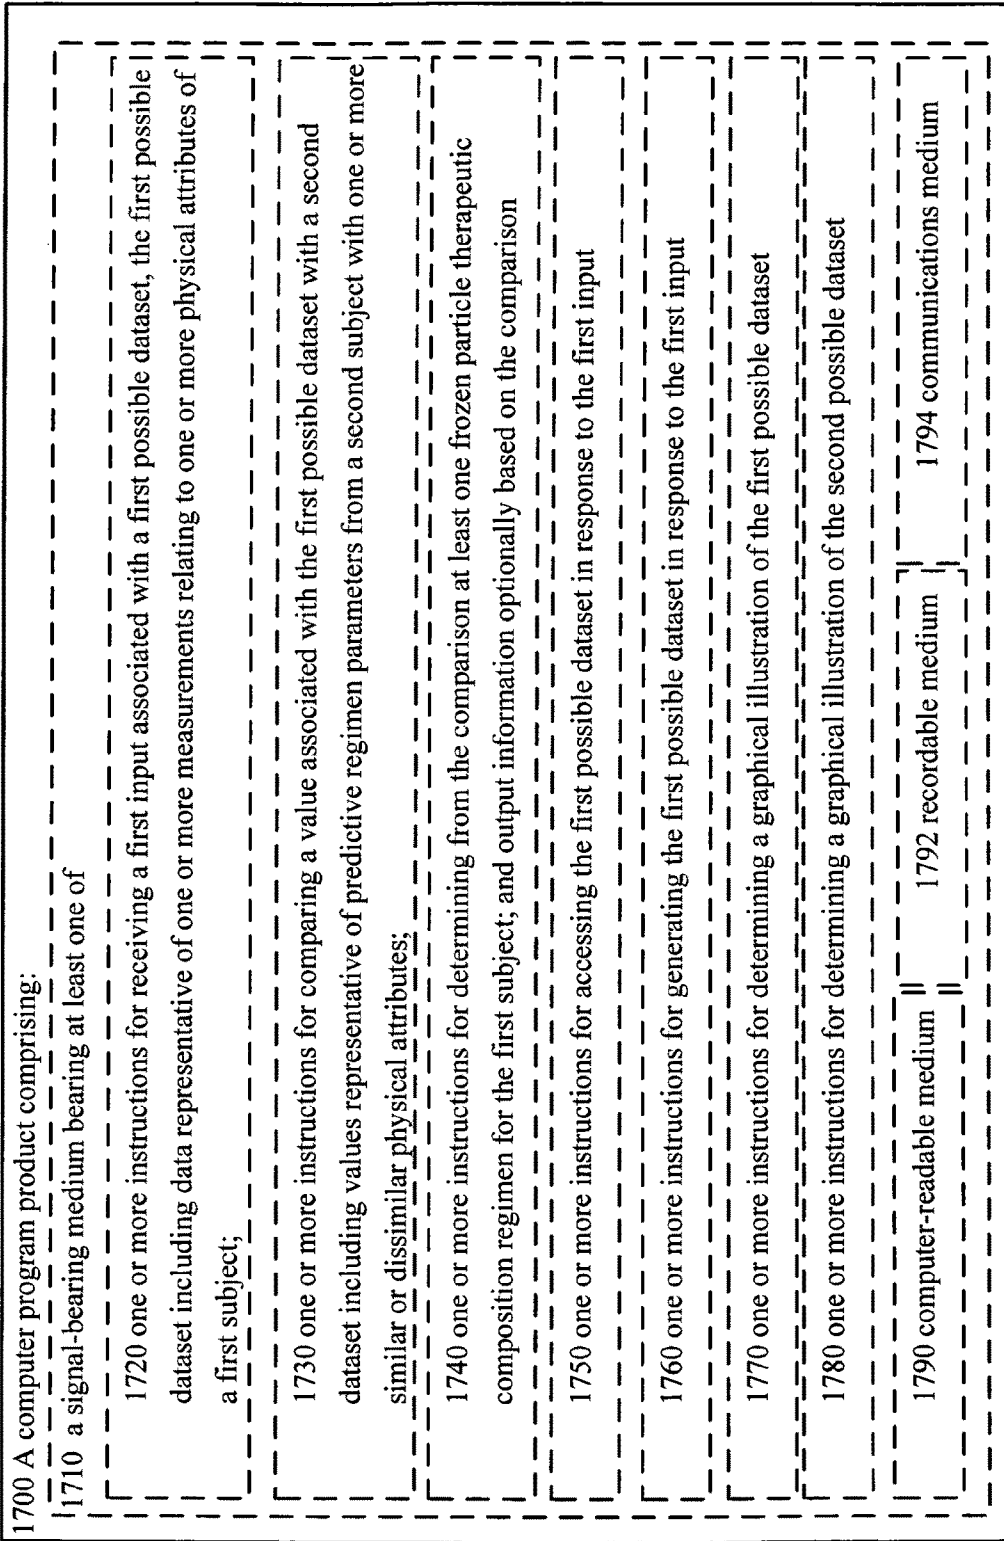 1700 A computer program product comprising:
1710 a signal-bearing medium bearing at least one of
1720 one or more instructions for receiving a first input associated with a first possible dataset, the first possible
dataset including data representative of one or more measurements relating to one or more physical attributes of
a first subject;
1730 one or more instructions for comparing a value associated with the first possible dataset with a second
dataset including values representative of predictive regimen parameters from a second subject with one or more
similar or dissimilar physical attributes;
1740 one or more instructions for determining from the comparison at least one frozen particle therapeutic
composition regimen for the first subject; and output information optionally based on the comparison
1750 one or more instructions for accessing the first possible dataset in response to the first input
1760 one or more instructions for generating the first possible dataset in response to the first input
1770 one or more instructions for determining a graphical illustration of the first possible dataset
1780 one or more instructions for determining a graphical illustration of the second possible dataset
1790 computer-readable medium
1792 recordable medium
1794 communications medium